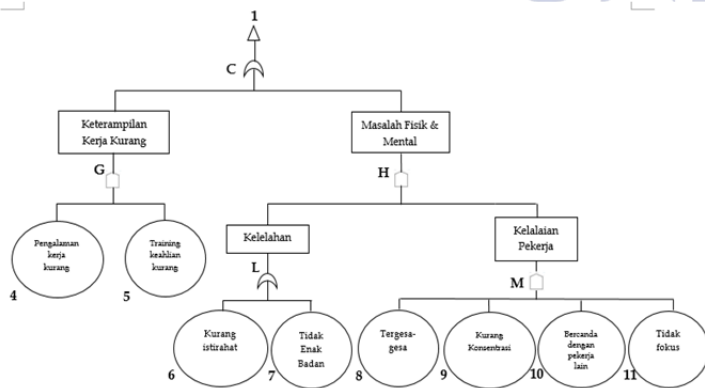 1
C
Keterampilan
Kerja Kurang
Masalah Fisik &
Mental
G
H
Pengalaman
kerja
kurang
4
Training
keahlian
kurang
5
Kelelahan
Kelalaian
Pekerja
L
M
Kurang
istirahat
6
Tidak
Enak
Badan
7
Tergesa-
gesa
8
Kurang
Konsentrasi
9
Bercanda
dengan
pekerja
lain
10
Tidak
fokus
11